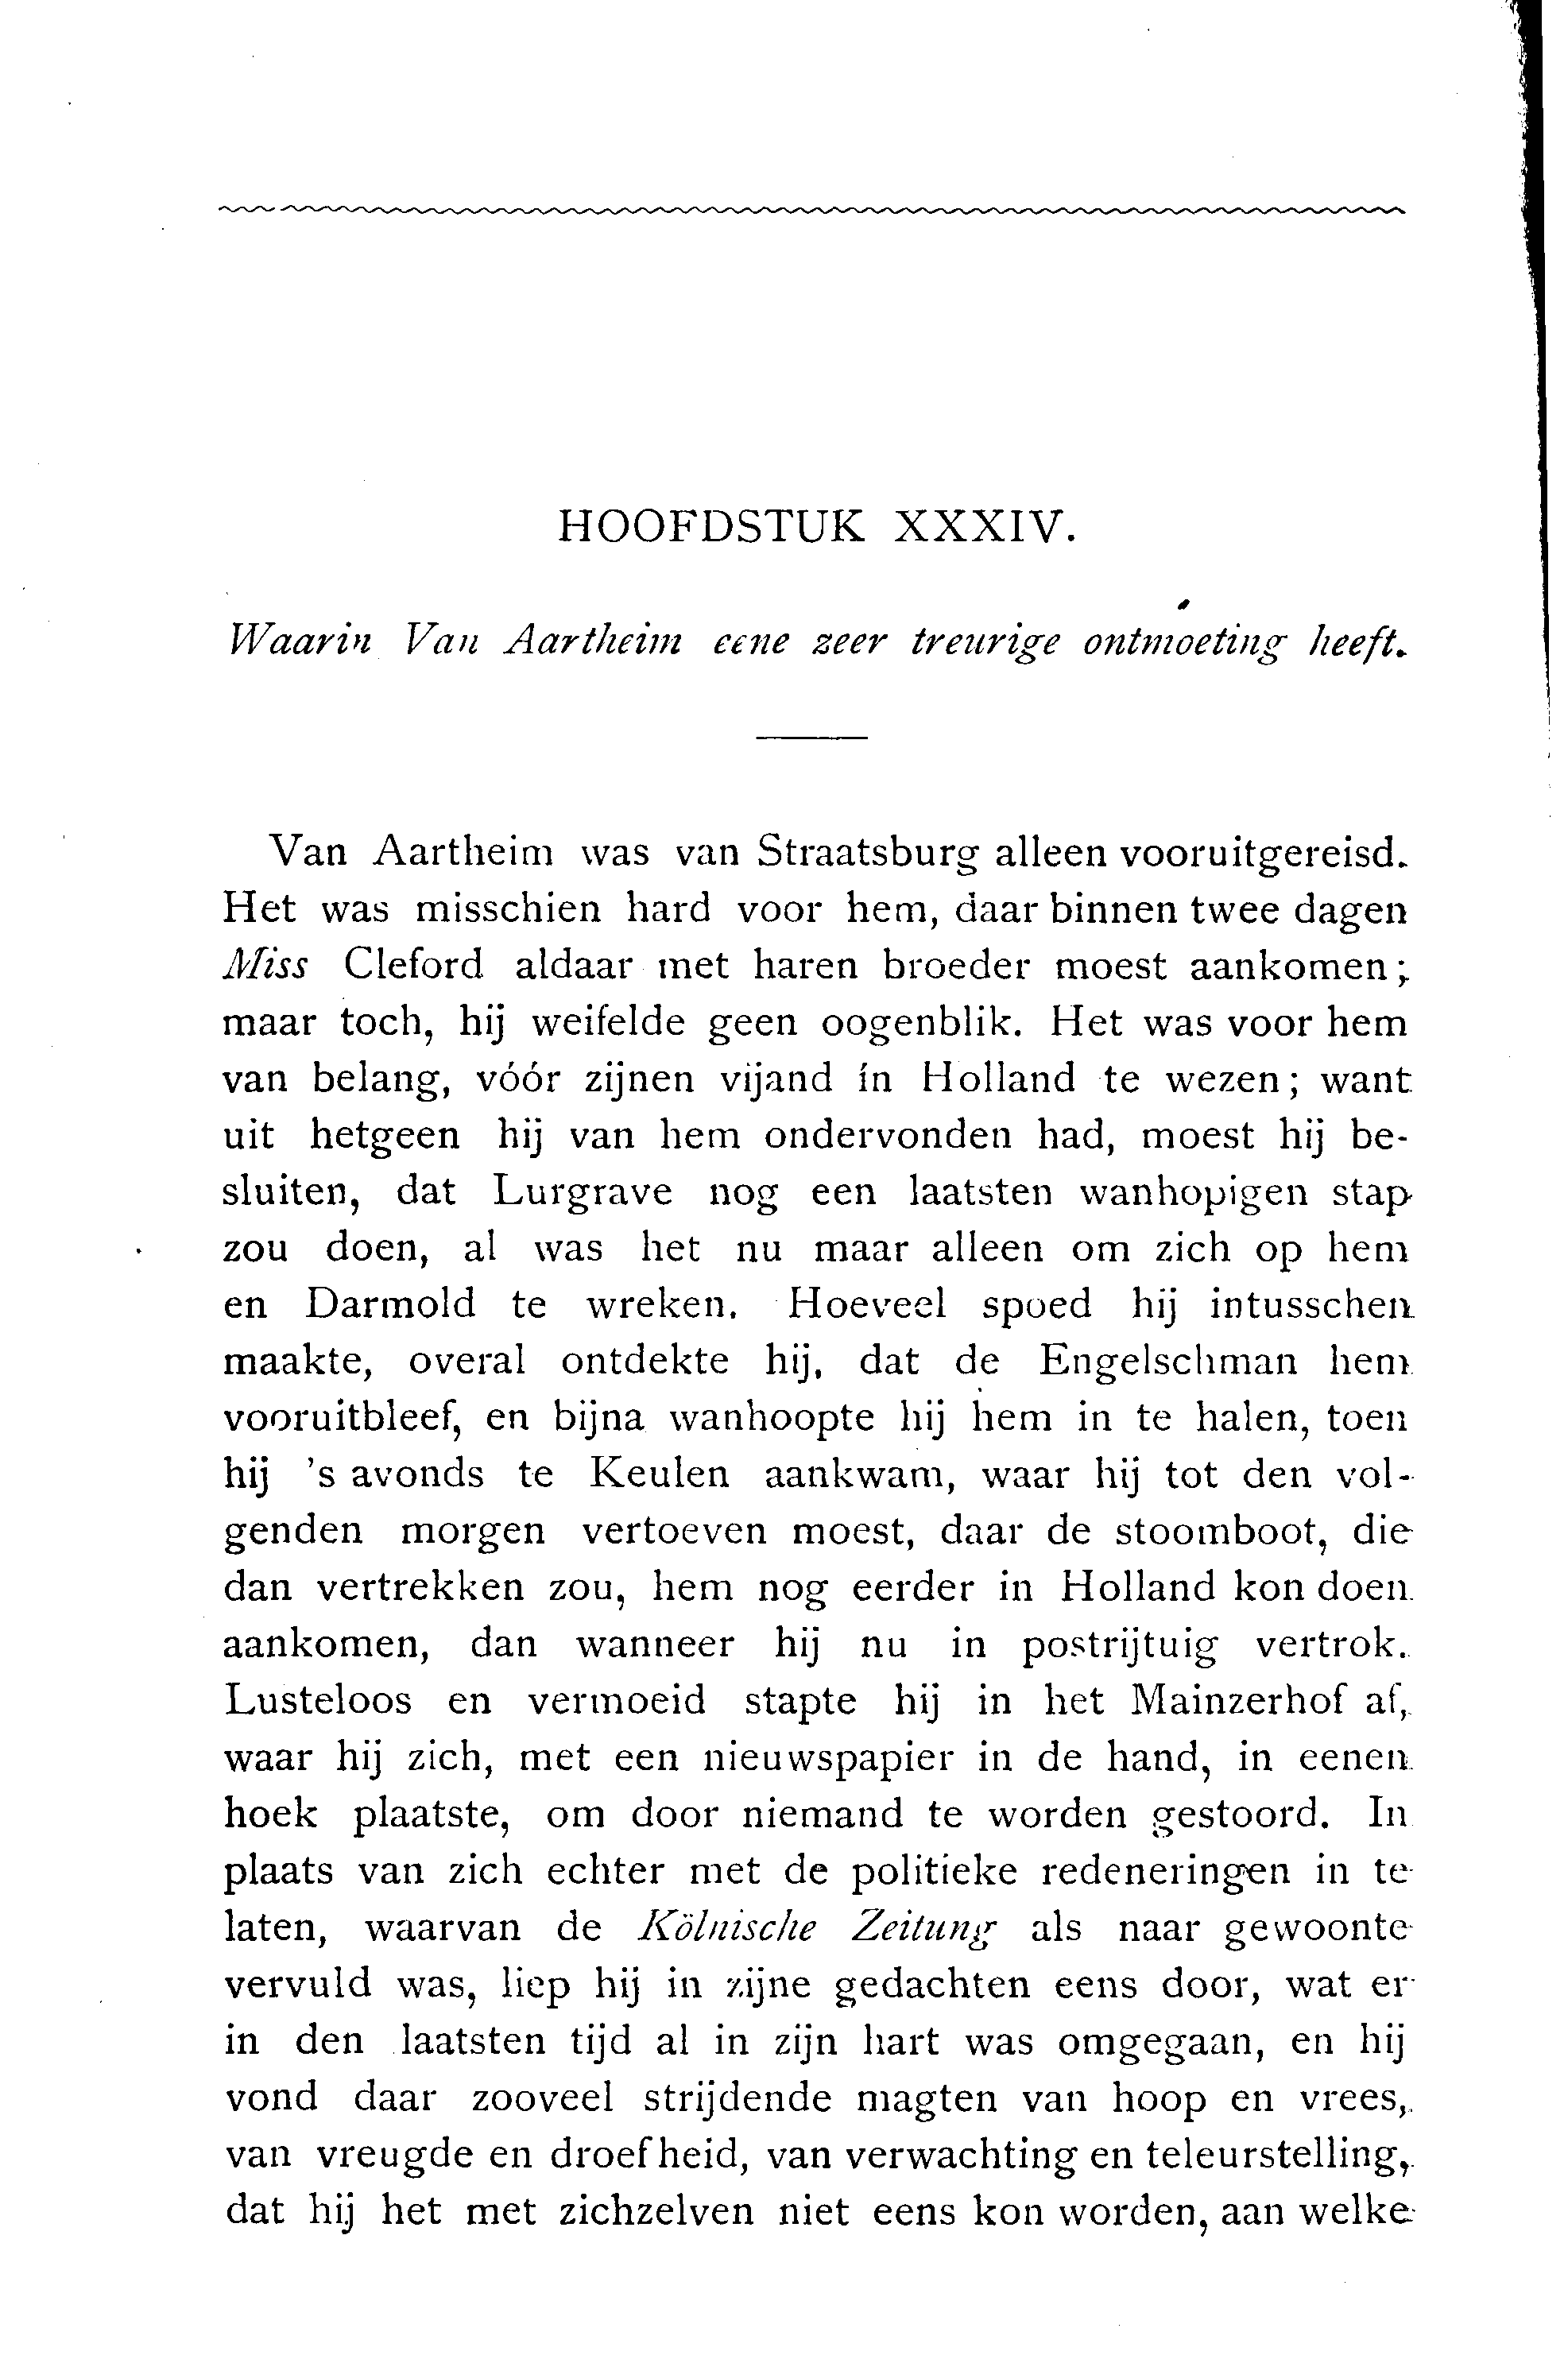 HOOFDSTUK XXXIV.
Waarin Van Aartheim eene zeer treurige ontmoeting heeft.
Van Aartheim was van Straatsburg alleen vooruitgereisd.
Het was misschien hard voor hem, daar binnen twee dagen
Miss Cleford aldaar met haren broeder moest aankomen;
maar toch, hij weifelde geen oogenblik. Het was voor hem
van belang, vóór zijnen vijand in Holland te wezen; want
uit hetgeen hij van hem ondervonden had, moest hij be-
sluiten, dat Lurgrave nog een laatsten wanhopigen stap
zou doen, al was het nu maar alleen om zich op hem
en Darmold te wreken. Hoeveel spoed hij intusschen
maakte, overal ontdekte hij, dat de Engelschman hem
vooruitbleef, en bijna wanhoopte hij hem in te halen, toen
hij 's avonds te Keulen aankwam, waar hij tot den vol-
genden morgen vertoeven moest, daar de stoomboot, die
dan vertrekken zou, hem nog eerder in Holland kon doen
aankomen, dan wanneer hij nu in postrijtuig vertrok.
Lusteloos en vermoeid stapte hij in het Mainzerhof af,
waar hij zich, met een nieuwspapier in de hand, in eenen
hoek plaatste, om door niemand te worden gestoord. In
plaats van zich echter met de politieke redeneringen in te
laten, waarvan de Kölnische Zeitung als naar gewoonte
vervuld was, liep hij in zijne gedachten eens door, wat er
in den laatsten tijd al in zijn hart was omgegaan, en hij
vond daar zooveel strijdende magten van hoop en vrees,
van vreugde en droefheid, van verwachting en teleurstelling,
dat hij het met zichzelven niet eens kon worden, aan welke